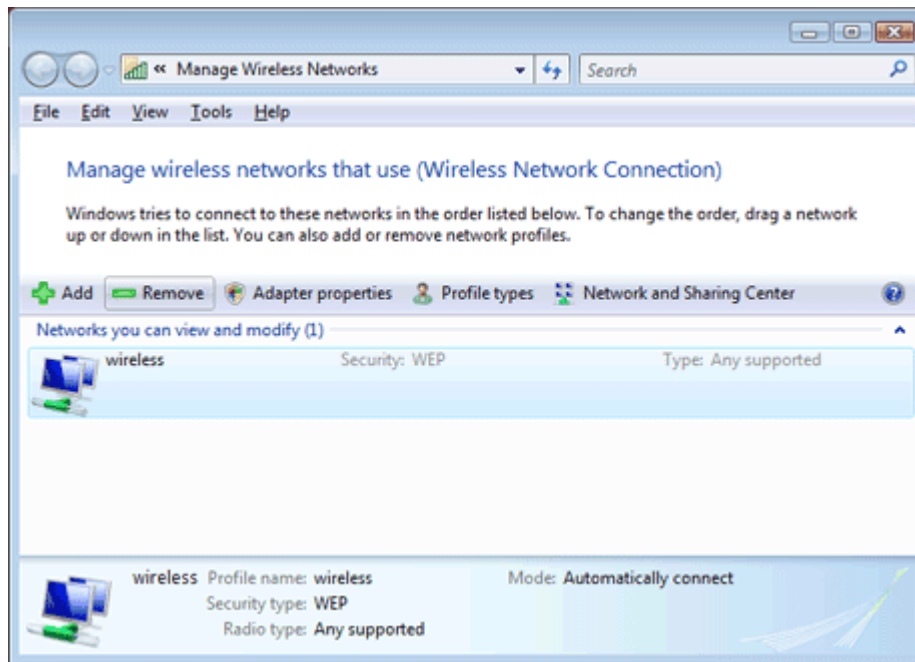 « Manage Wireless Networks Search
File Edit View Tools Help
Manage wireless networks that use (Wireless Network Connection)
Windows tries to connect to these networks in the order listed below. To change the order, drag a network
up or down in the list. You can also add or remove network profiles.
Add Remove Adapter properties Profile types Network and Sharing Center
Networks you can view and modify (1)
wireless Security: WEP Type: Any supported
wireless Profile name: wireless Mode: Automatically connect
Security type: WEP
Radio type: Any supported